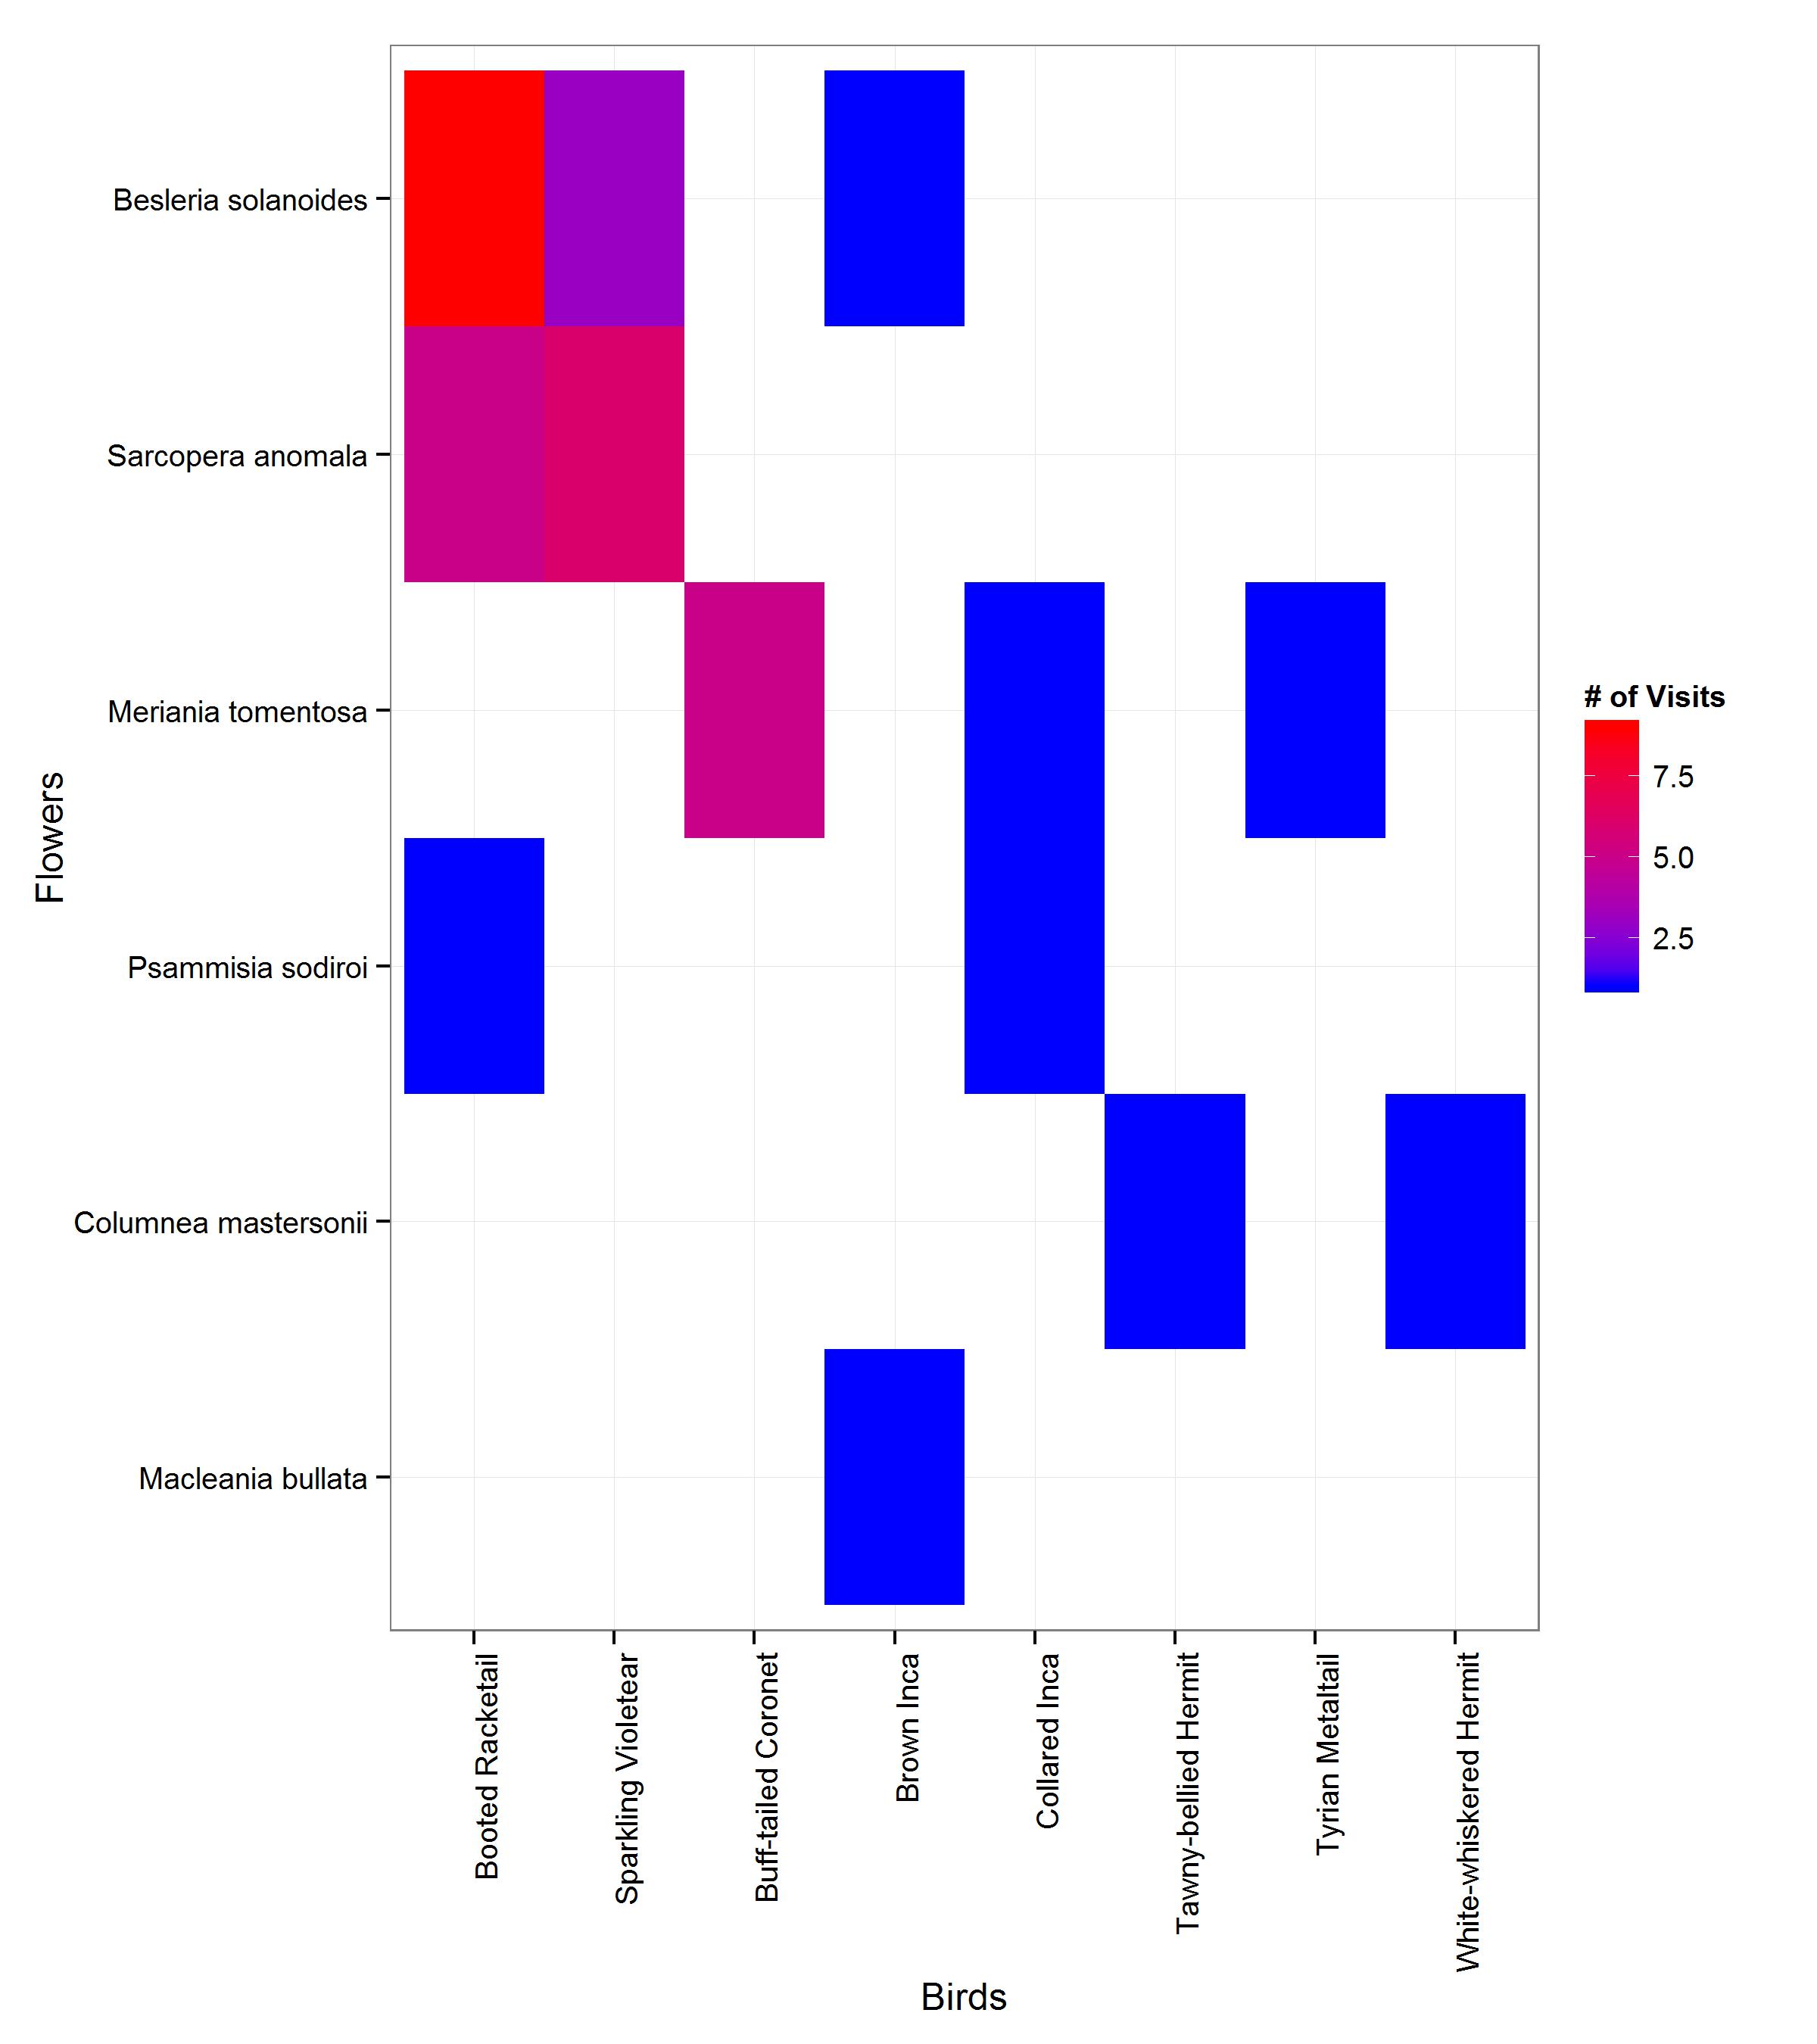 Besleria solanoides
Sarcopera anomala
Meriania tomentosa
Psammisia sodiroi
Columnea mastersonii
Macleania bullata
Flowers
# of Visits
7.5
5.0
2.5
Booted Racketail
Sparkling Violetear
Buff-tailed Coronet
Brown Inca
Collared Inca
Tawny-bellied Hermit
Tyrian Metaltail
White-whiskered Hermit
Birds